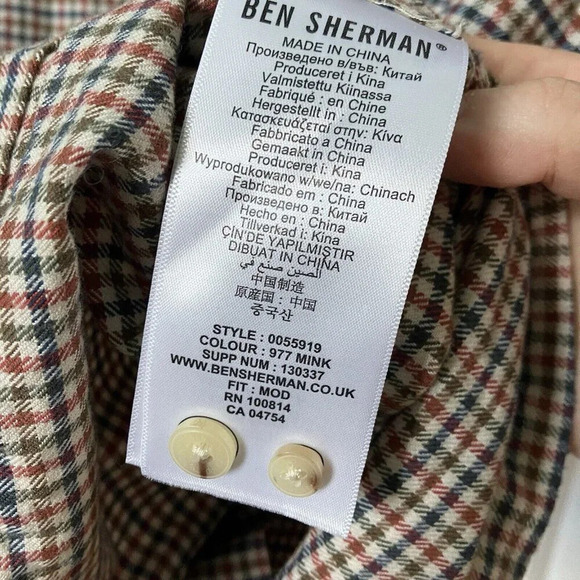 BEN SHERMAN®
MADE IN CHINA
Произведено в/във: Китай
Produceret i Kina
Valmistettu Kiinassa
Fabriqué : en Chine
Hergestellt in : China
Κατασκευάζεται στην: Κίνα
Fabbricato a China
Gemaakt in China
Produceret i: Kina
Wyprodukowano w/we/na: Chinach
Fabricado em : China
Произведено в: Китай
Hecho en : China
Tillverkad i: Kina
ÇİN'DE YAPILMIŞTIR
DIBUAT IN CHINA
الصين صنع في
中国制造
原産国 : 中国
중국산
STYLE : 0055919
COLOUR : 977 MINK
SUPP NUM : 130337
WWW.BENSHERMAN.CO.UK
FIT : MOD
RN 100814
CA 04754